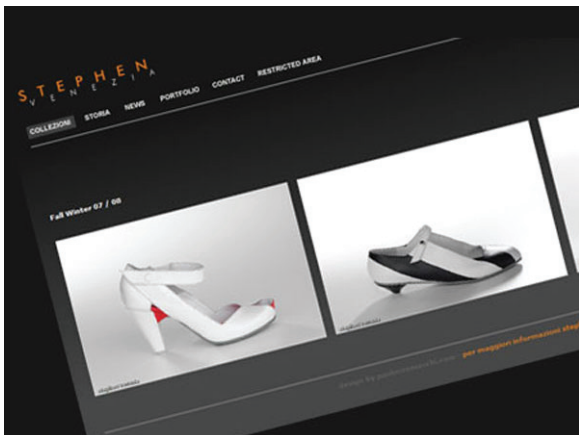 STEPHEN
VENEZIA
COLLEZIONI STORIA NEWS PORTFOLIO CONTACT RESTRICTED AREA
Fall Winter 07 / 08
per maggiori informazioni